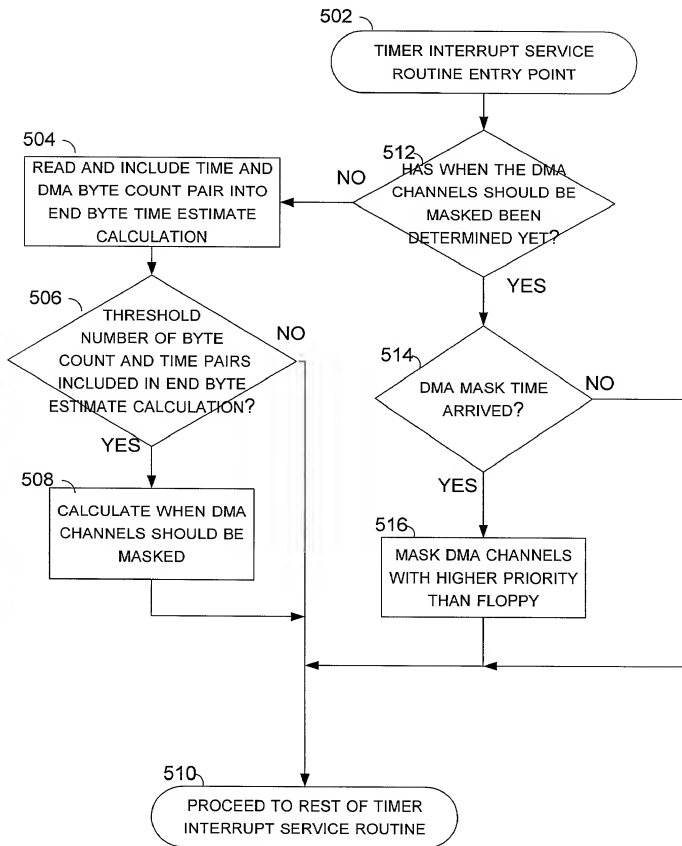 502
TIMER INTERRUPT SERVICE
ROUTINE ENTRY POINT
504
READ AND INCLUDE TIME AND
DMA BYTE COUNT PAIR INTO
END BYTE TIME ESTIMATE
CALCULATION
NO
512
HAS WHEN THE DMA
CHANNELS SHOULD BE
MASKED BEEN
DETERMINED YET?
YES
506
THRESHOLD
NUMBER OF BYTE
COUNT AND TIME PAIRS
INCLUDED IN END BYTE
ESTIMATE CALCULATION?
NO
YES
514
DMA MASK TIME
ARRIVED?
NO
YES
508
CALCULATE WHEN DMA
CHANNELS SHOULD BE
MASKED
516
MASK DMA CHANNELS
WITH HIGHER PRIORITY
THAN FLOPPY
510
PROCEED TO REST OF TIMER
INTERRUPT SERVICE ROUTINE